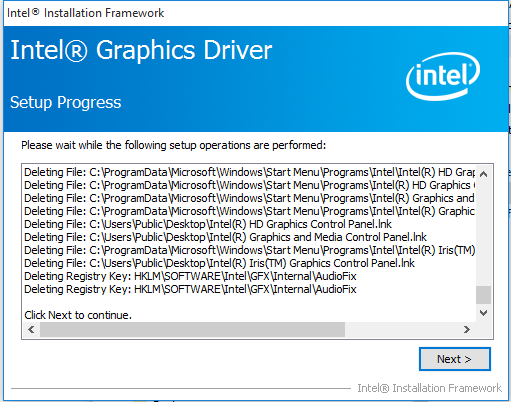 Intel® Installation Framework
Intel® Graphics Driver
intel
Setup Progress
Please wait while the following setup operations are performed:
Deleting File: C:\ProgramData\Microsoft\Windows\Start Menu\Programs\Intel\Intel(R) HD Grap
Deleting File: C:\ProgramData\Microsoft\Windows\Start Menu\Programs\Intel(R) HD Graphics
Deleting File: C:\ProgramData\Microsoft\Windows\Start Menu\Programs\Intel(R) Graphics and
Deleting File: C:\ProgramData\Microsoft\Windows\Start Menu\Programs\Intel\Intel(R) Graphic
Deleting File: C:\Users\Public\Desktop\Intel(R) HD Graphics Control Panel.lnk
Deleting File: C:\Users\Public\Desktop\Intel(R) Graphics and Media Control Panel.lnk
Deleting File: C:\ProgramData\Microsoft\Windows\Start Menu\Programs\Intel\Intel(R) Iris(TM)
Deleting File: C:\Users\Public\Desktop\Intel(R) Iris(TM) Graphics Control Panel.lnk
Deleting Registry Key: HKLM\SOFTWARE\Intel\GFX\Internal\AudioFix
Deleting Registry Key: HKLM\SOFTWARE\Intel\GFX\Internal\AudioFix
Click Next to continue.
Next >
Intel® Installation Framework